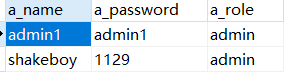 a_name a_password a_role
admin1 admin1 admin
shakeboy 1129 admin